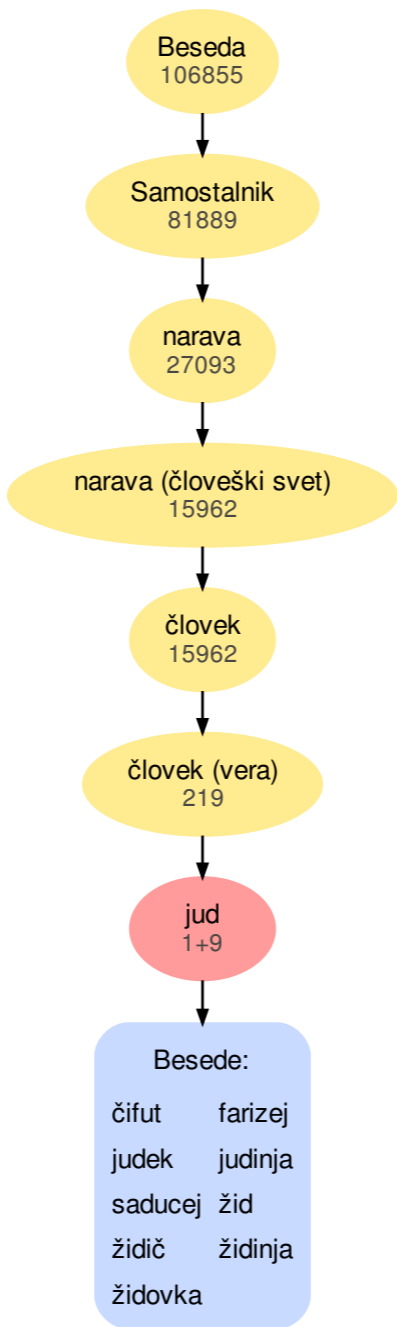 Beseda
106855
Samostalnik
81889
narava
27093
narava (človeški svet)
15962
človek
15962
človek (vera)
219
jud
1+9
Besede:
čifut farizej
judek judinja
saducej žid
židič židinja
židovka